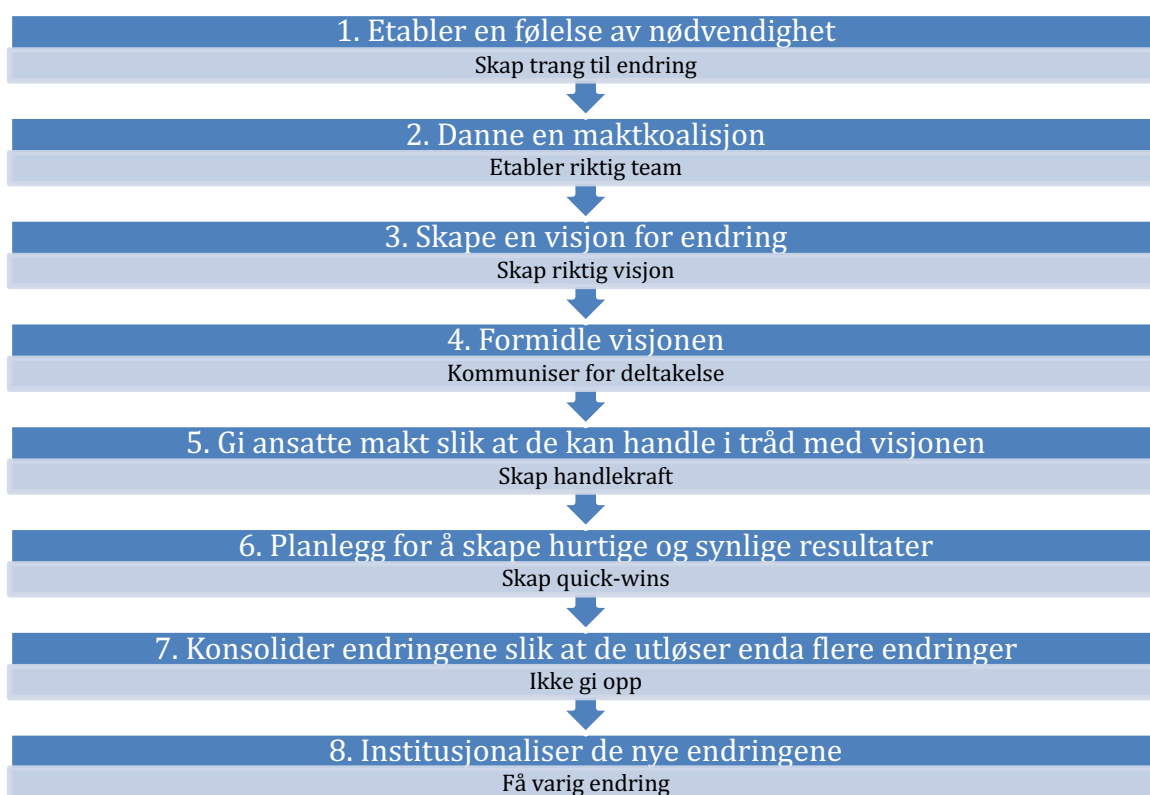 1. Etabler en følelse av nødvendighet
Skap trang til endring
2. Danne en maktkoalisjon
Etabler riktig team
3. Skape en visjon for endring
Skap riktig visjon
4. Formidle visjonen
Kommuniser for deltakelse
5. Gi ansatte makt slik at de kan handle i tråd med visjonen
Skap handlekraft
6. Planlegg for å skape hurtige og synlige resultater
Skap quick-wins
7. Konsolider endringene slik at de utløser enda flere endringer
Ikke gi opp
8. Institusjonaliser de nye endringene
Få varig endring